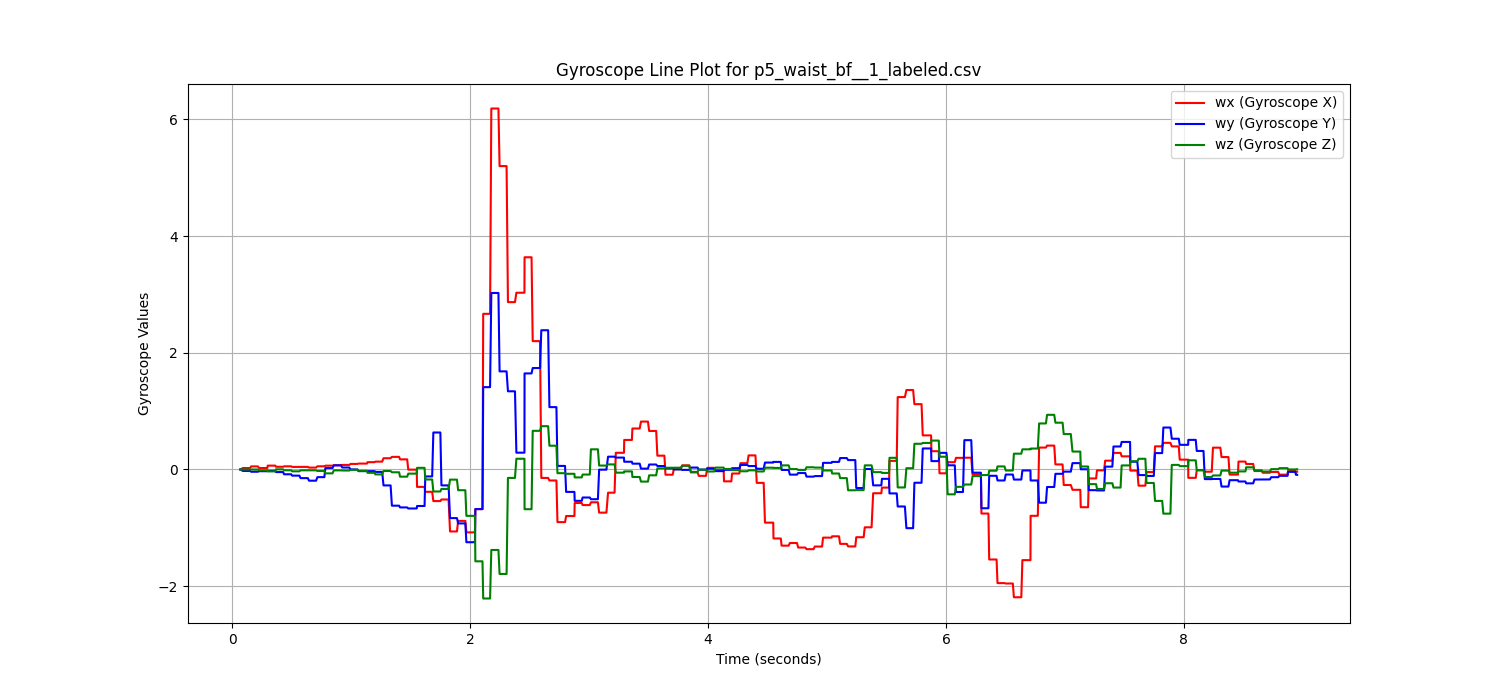 Gyroscope Line Plot for p5_waist_bf__1_labeled.csv
wx (Gyroscope X)
wy (Gyroscope Y)
wz (Gyroscope Z)
Gyroscope Values
6
4
2
0
−2
0 2 4 6 8
Time (seconds)